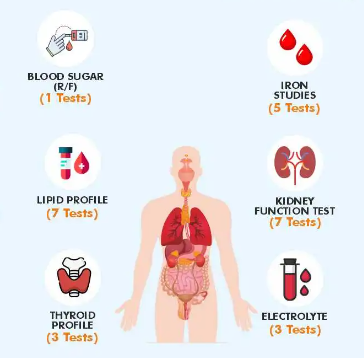 BLOOD SUGAR
(R/F)
(1 Tests)
IRON
STUDIES
(5 Tests)
LIPID PROFILE
(7 Tests)
KIDNEY
FUNCTION TEST
(7 Tests)
THYROID
PROFILE
(3 Tests)
ELECTROLYTE
(3 Tests)